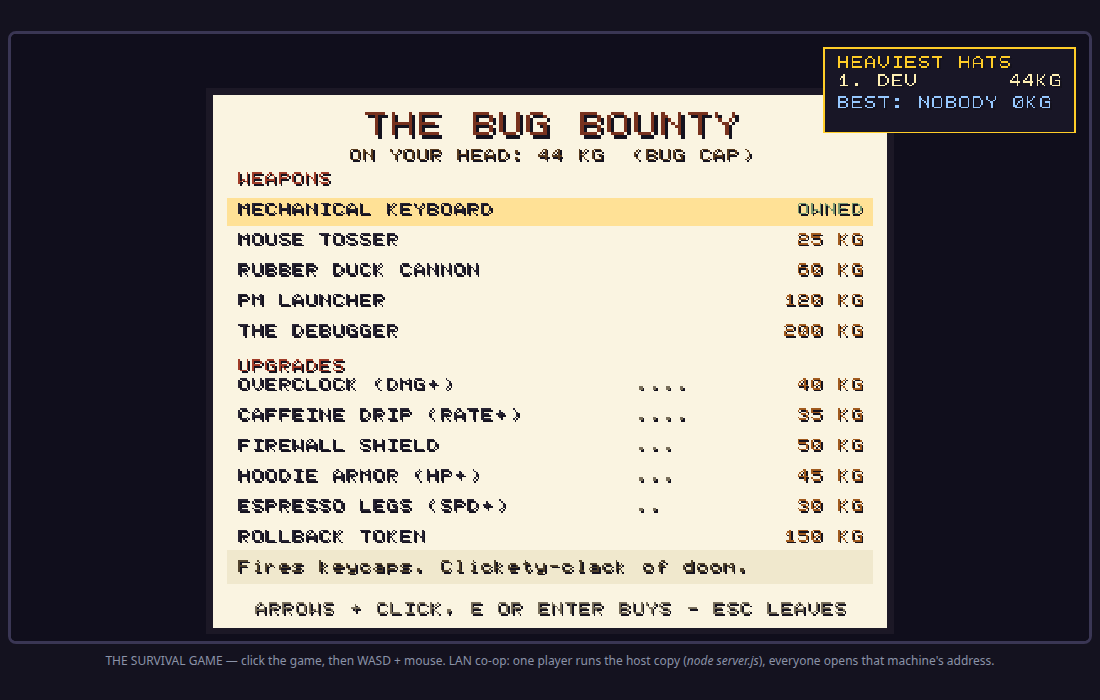 HEAVIEST HATS
1. DEV 44KG
BEST: NOBODY 0KG
THE BUG BOUNTY
ON YOUR HEAD: 44 KG (BUG CAP)
WEAPONS
MECHANICAL KEYBOARD OWNED
MOUSE TOSSER 25 KG
RUBBER DUCK CANNON 60 KG
PM LAUNCHER 120 KG
THE DEBUGGER 200 KG
UPGRADES
OVERCLOCK (DMG+) .... 40 KG
CAFFEINE DRIP (RATE+) .... 35 KG
FIREWALL SHIELD ... 50 KG
HOODIE ARMOR (HP+) ... 45 KG
ESPRESSO LEGS (SPD+) .. 30 KG
ROLLBACK TOKEN 150 KG
Fires keycaps. Clickety-clack of doom.
ARROWS + CLICK, E OR ENTER BUYS - ESC LEAVES
THE SURVIVAL GAME — click the game, then WASD + mouse. LAN co-op: one player runs the host copy (node server.js), everyone opens that machine's address.